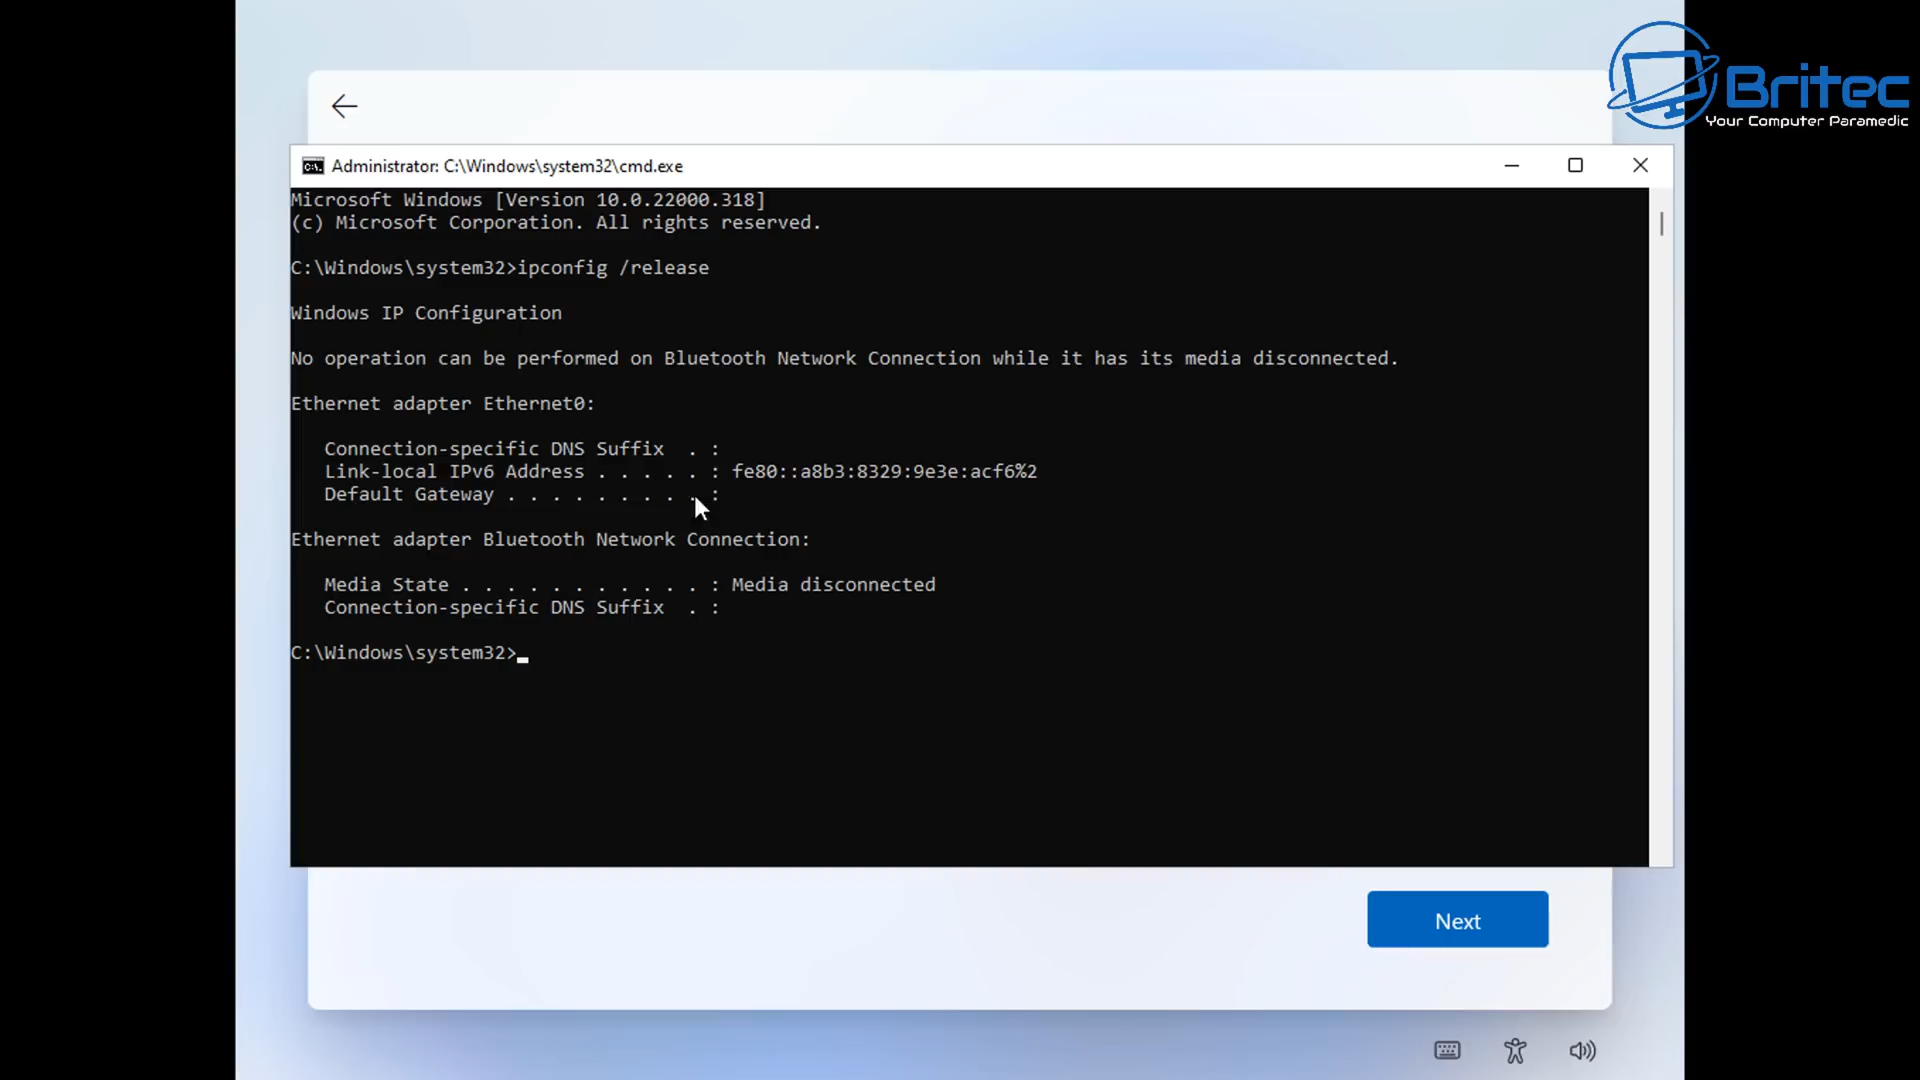 Britec
Your Computer Paramedic
Administrator: C:\Windows\system32\cmd.exe
Microsoft Windows [Version 10.0.22000.318]
(c) Microsoft Corporation. All rights reserved.
C:\Windows\system32>ipconfig /release
Windows IP Configuration
No operation can be performed on Bluetooth Network Connection while it has its media disconnected.
Ethernet adapter Ethernet0:
Connection-specific DNS Suffix  . :
Link-local IPv6 Address . . . . . : fe80::a8b3:8329:9e3e:acf6%2
Default Gateway . . . . . . . . . :
Ethernet adapter Bluetooth Network Connection:
Media State . . . . . . . . . . . : Media disconnected
Connection-specific DNS Suffix  . :
C:\Windows\system32>
Next